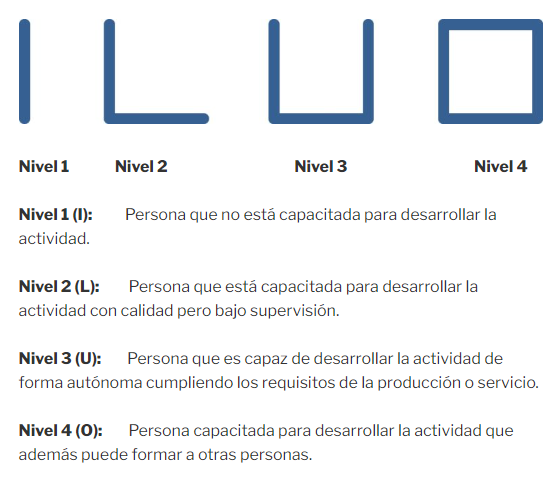 I L U O
Nivel 1 Nivel 2 Nivel 3 Nivel 4
Nivel 1 (I): Persona que no está capacitada para desarrollar la
actividad.
Nivel 2 (L): Persona que está capacitada para desarrollar la
actividad con calidad pero bajo supervisión.
Nivel 3 (U): Persona que es capaz de desarrollar la actividad de
forma autónoma cumpliendo los requisitos de la producción o servicio.
Nivel 4 (O): Persona capacitada para desarrollar la actividad que
además puede formar a otras personas.